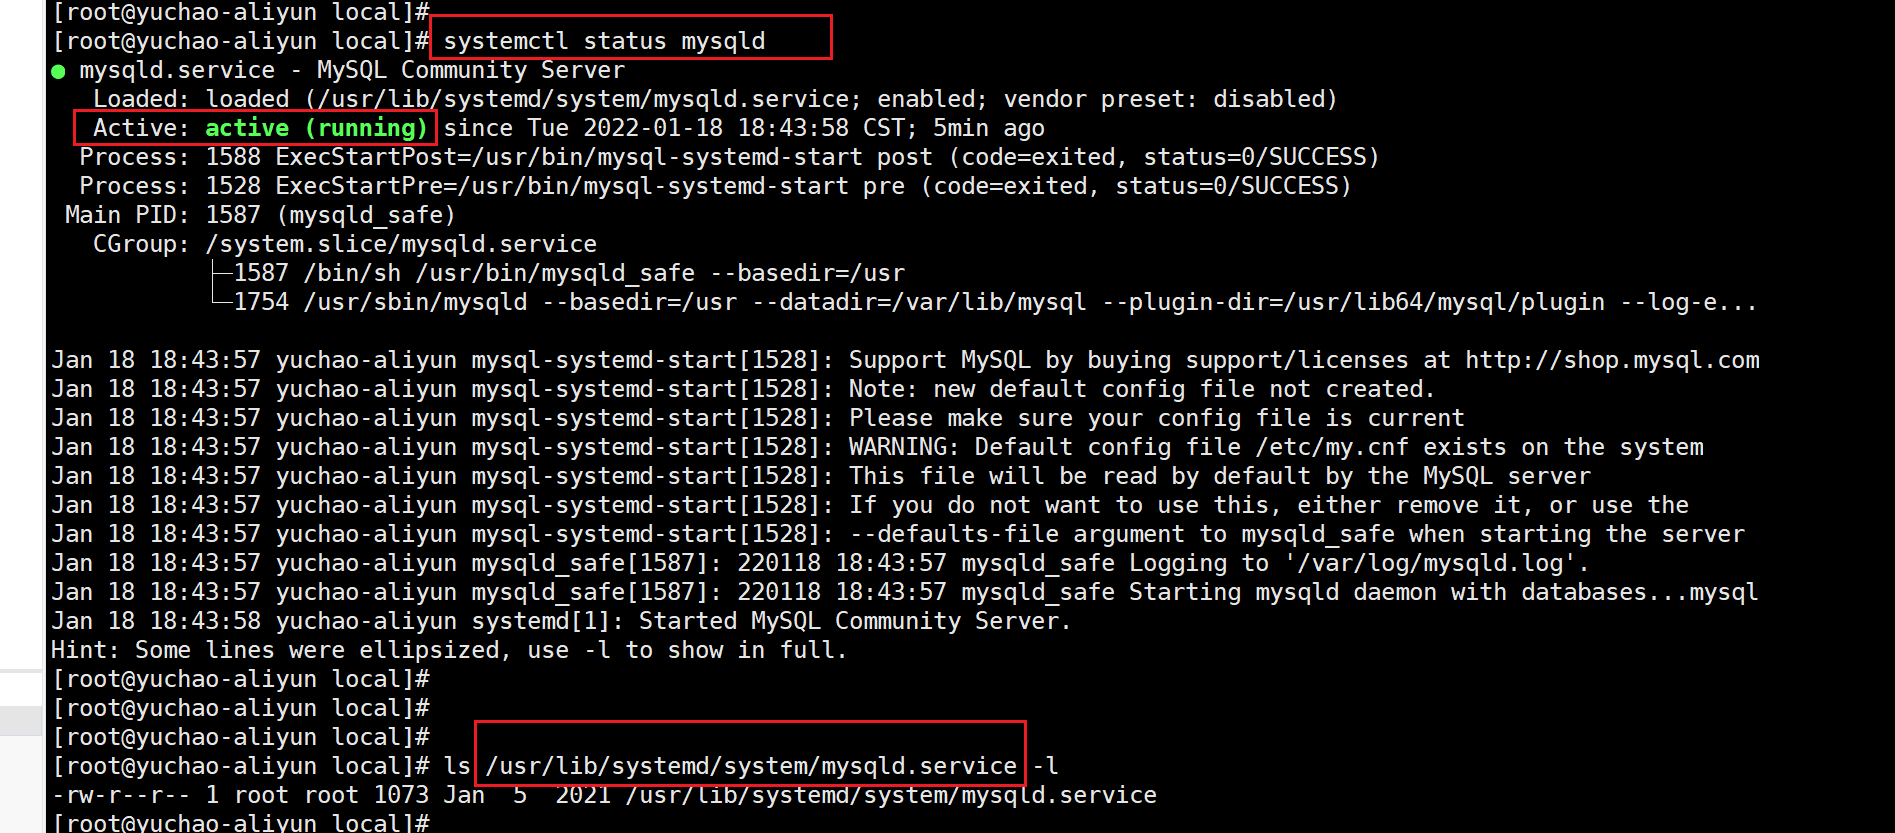 [root@yuchao-aliyun local]#
[root@yuchao-aliyun local]# systemctl status mysqld
● mysqld.service - MySQL Community Server
   Loaded: loaded (/usr/lib/systemd/system/mysqld.service; enabled; vendor preset: disabled)
   Active: active (running) since Tue 2022-01-18 18:43:58 CST; 5min ago
  Process: 1588 ExecStartPost=/usr/bin/mysql-systemd-start post (code=exited, status=0/SUCCESS)
  Process: 1528 ExecStartPre=/usr/bin/mysql-systemd-start pre (code=exited, status=0/SUCCESS)
 Main PID: 1587 (mysqld_safe)
   CGroup: /system.slice/mysqld.service
           ├─1587 /bin/sh /usr/bin/mysqld_safe --basedir=/usr
           └─1754 /usr/sbin/mysqld --basedir=/usr --datadir=/var/lib/mysql --plugin-dir=/usr/lib64/mysql/plugin --log-e...
Jan 18 18:43:57 yuchao-aliyun mysql-systemd-start[1528]: Support MySQL by buying support/licenses at http://shop.mysql.com
Jan 18 18:43:57 yuchao-aliyun mysql-systemd-start[1528]: Note: new default config file not created.
Jan 18 18:43:57 yuchao-aliyun mysql-systemd-start[1528]: Please make sure your config file is current
Jan 18 18:43:57 yuchao-aliyun mysql-systemd-start[1528]: WARNING: Default config file /etc/my.cnf exists on the system
Jan 18 18:43:57 yuchao-aliyun mysql-systemd-start[1528]: This file will be read by default by the MySQL server
Jan 18 18:43:57 yuchao-aliyun mysql-systemd-start[1528]: If you do not want to use this, either remove it, or use the
Jan 18 18:43:57 yuchao-aliyun mysql-systemd-start[1528]: --defaults-file argument to mysqld_safe when starting the server
Jan 18 18:43:57 yuchao-aliyun mysqld_safe[1587]: 220118 18:43:57 mysqld_safe Logging to '/var/log/mysqld.log'.
Jan 18 18:43:57 yuchao-aliyun mysqld_safe[1587]: 220118 18:43:57 mysqld_safe Starting mysqld daemon with databases...mysql
Jan 18 18:43:58 yuchao-aliyun systemd[1]: Started MySQL Community Server.
Hint: Some lines were ellipsized, use -l to show in full.
[root@yuchao-aliyun local]#
[root@yuchao-aliyun local]#
[root@yuchao-aliyun local]#
[root@yuchao-aliyun local]# ls /usr/lib/systemd/system/mysqld.service -l
-rw-r--r-- 1 root root 1073 Jan  5  2021 /usr/lib/systemd/system/mysqld.service
[root@yuchao-aliyun local]#